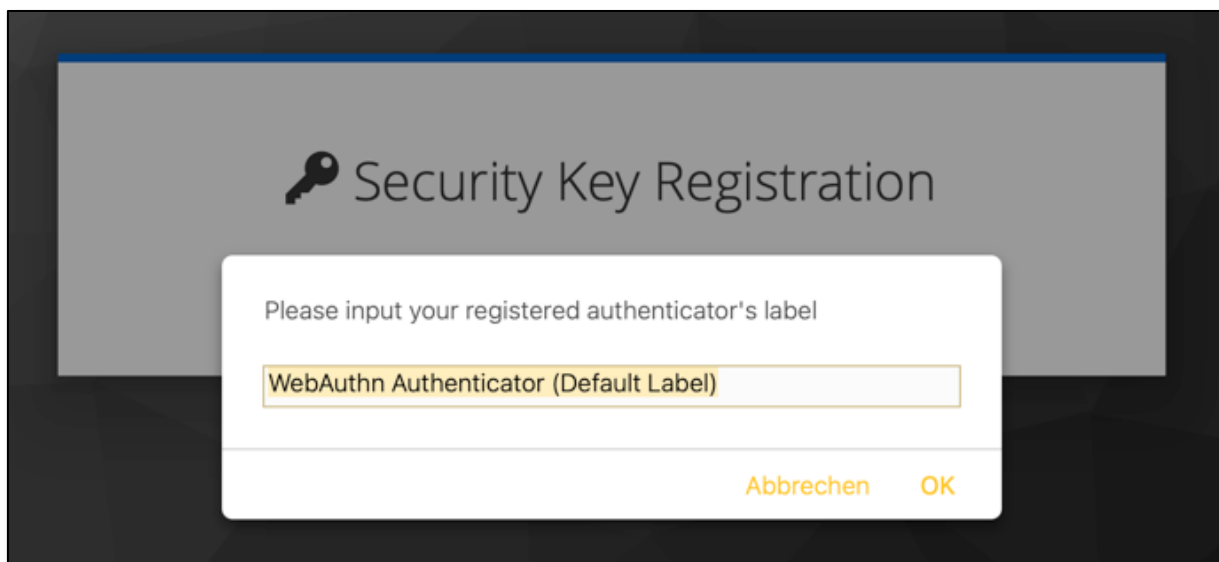 Security Key Registration
Please input your registered authenticator's label
WebAuthn Authenticator (Default Label)
Abbrechen OK